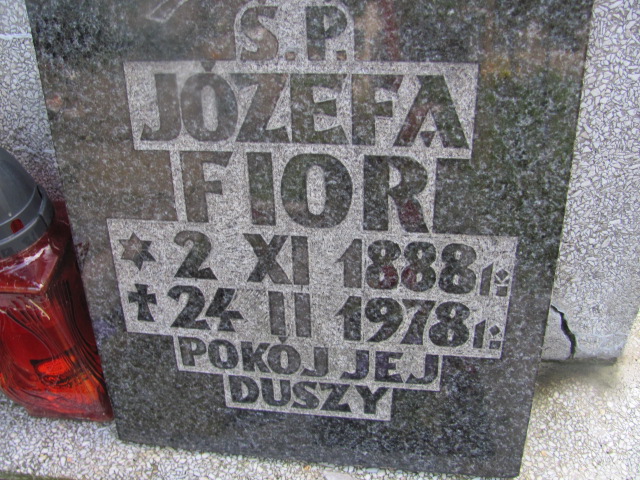 Ś.P.
JÓZEFA
FIOR
* 2 XI 1888 r.
✝ 24 II 1978 r.
POKÓJ JEJ
DUSZY